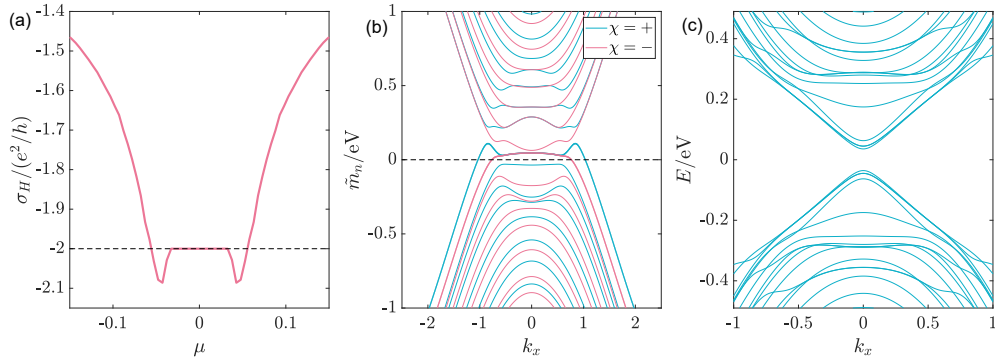 (a)
-1.4
-1.5
-1.6
-1.7
-1.8
-1.9
-2
-2.1
σ_H/(e²/h)
-0.1
0
0.1
μ
(b)
1
0.5
0
-0.5
-1
m̃_n/eV
χ = +
χ = −
-2
-1
0
1
2
k_x
(c)
0.4
0.2
0
-0.2
-0.4
E/eV
-1
-0.5
0
0.5
1
k_x